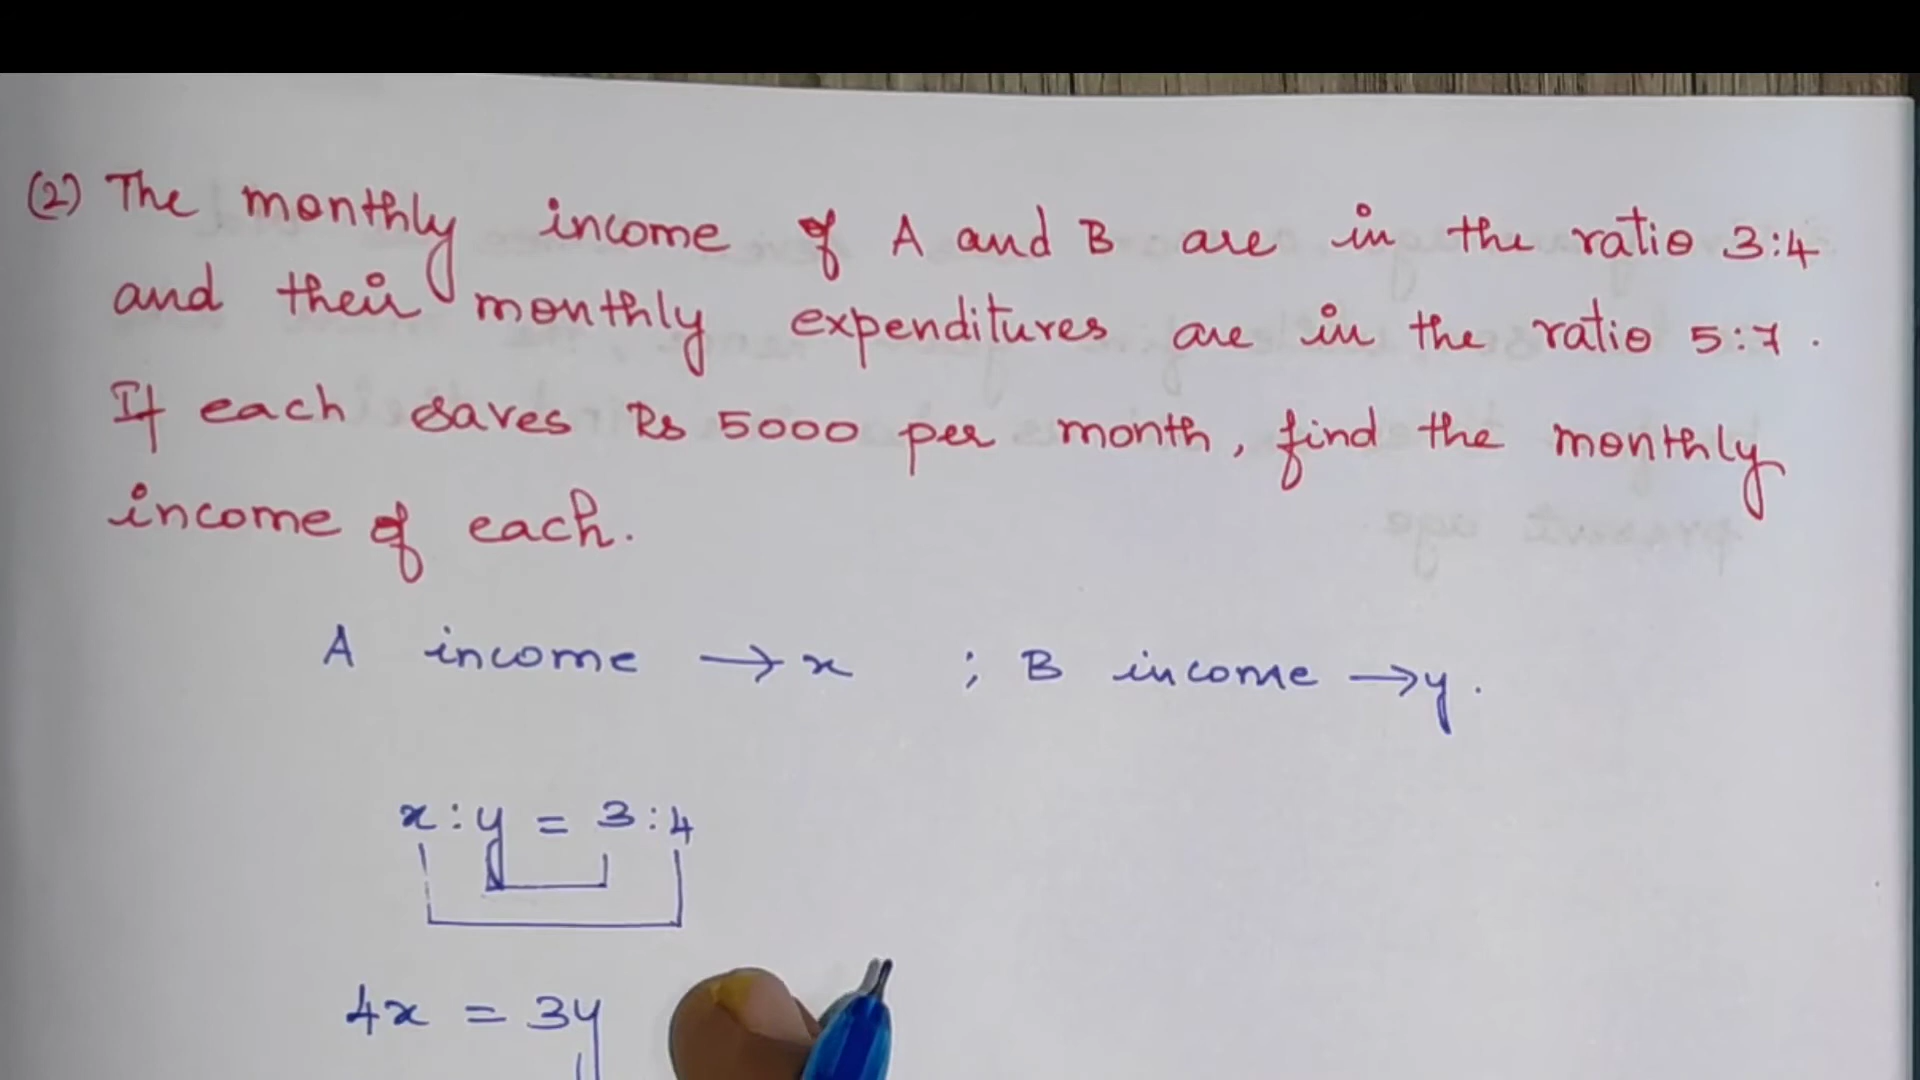 (2) The monthly income of A and B are in the ratio 3:4
and their monthly expenditures are in the ratio 5:7.
If each saves Rs 5000 per month, find the monthly
income of each.
A income → x ; B income → y.
x : y = 3 : 4
4x = 3y